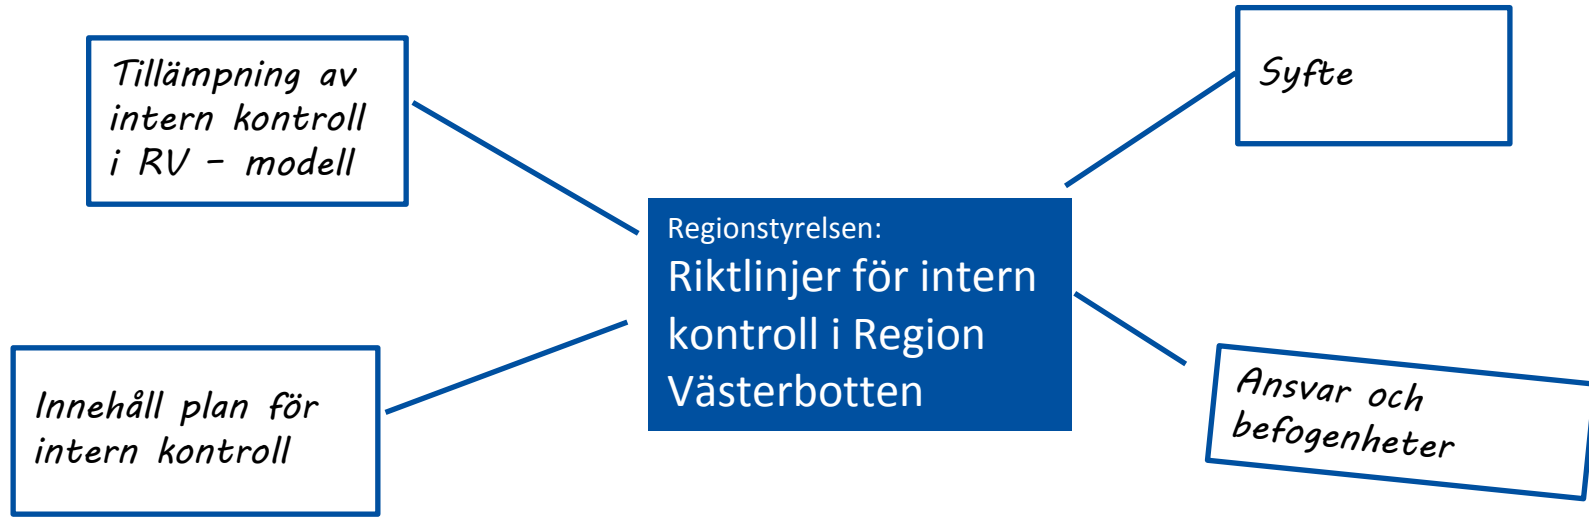 Tillämpning av
intern kontroll
i RV – modell
Syfte
Regionstyrelsen:
Riktlinjer för intern
kontroll i Region
Västerbotten
Innehåll plan för
intern kontroll
Ansvar och
befogenheter